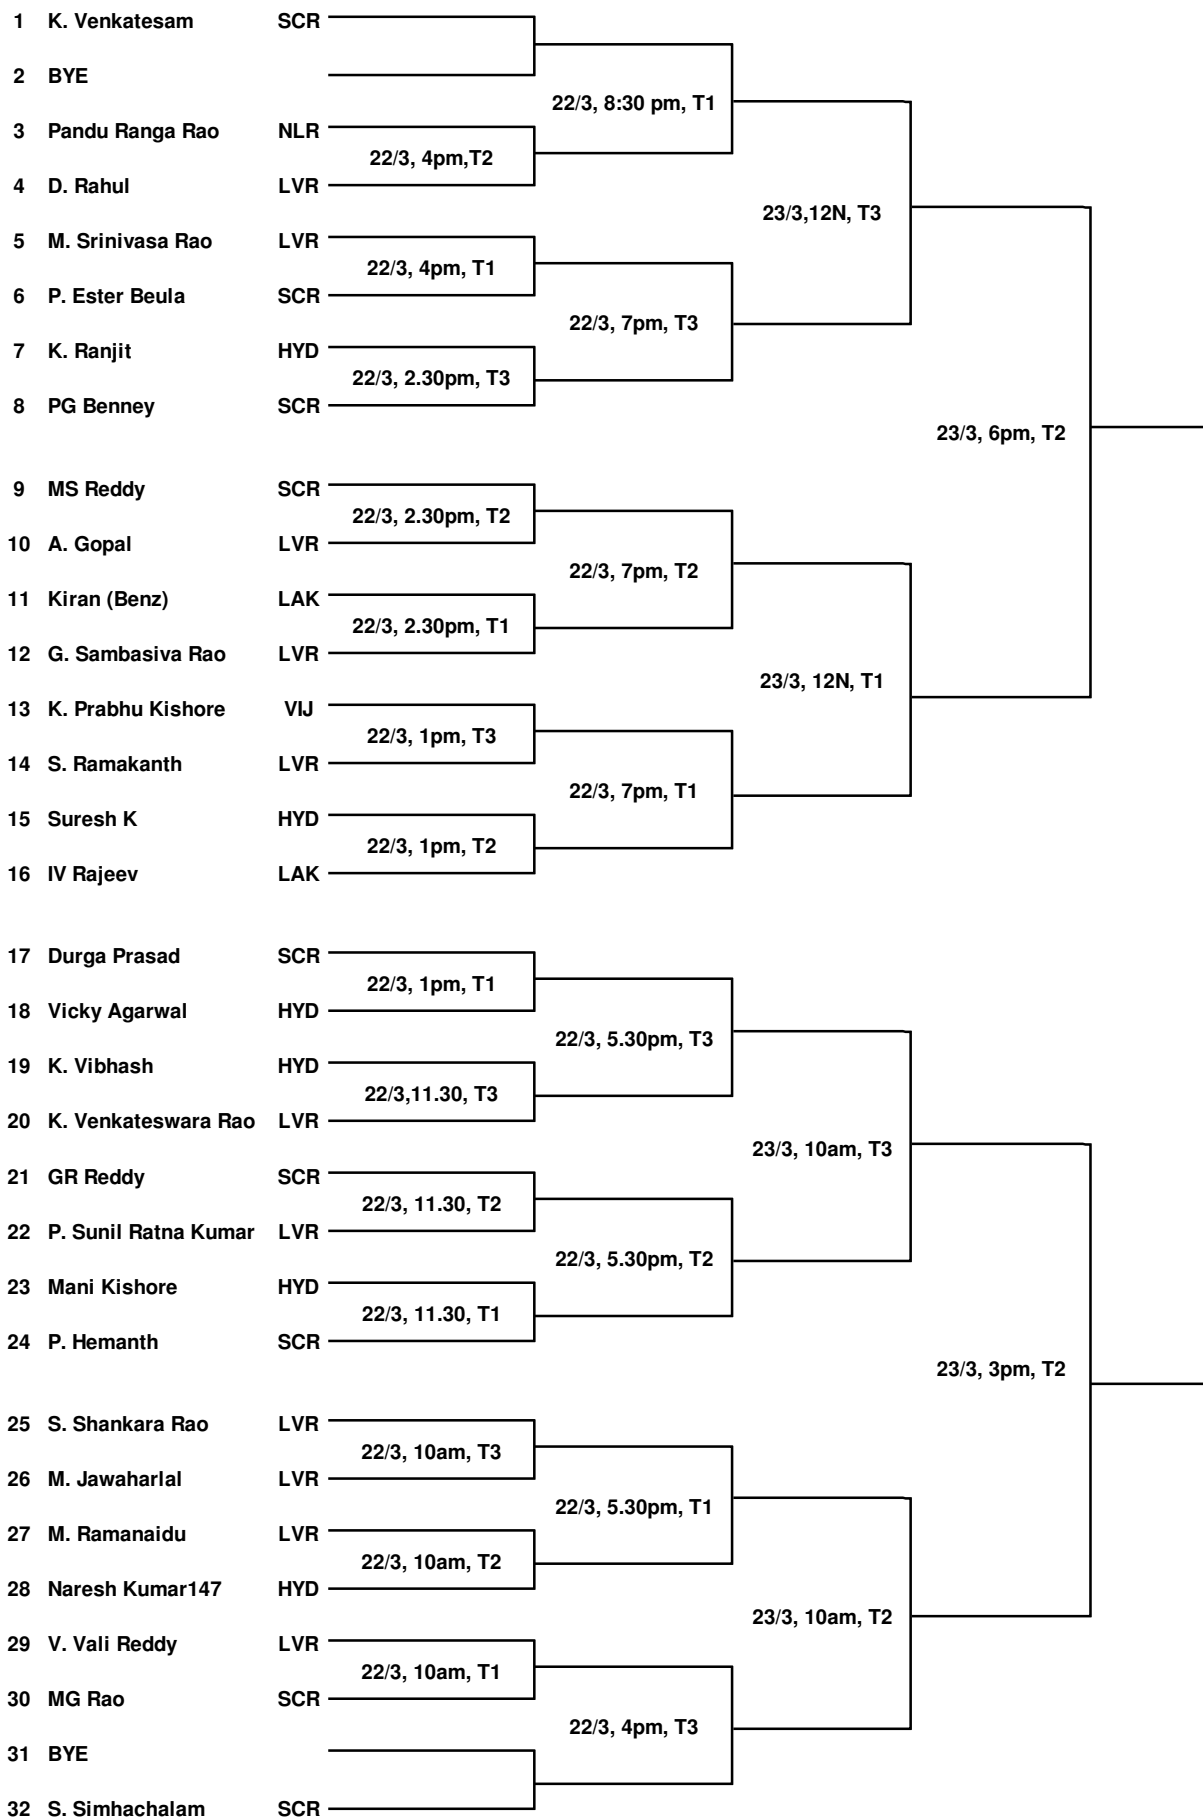 1 K. Venkatesam SCR
2 BYE
22/3, 8:30 pm, T1
3 Pandu Ranga Rao NLR
22/3, 4pm,T2
4 D. Rahul LVR
23/3,12N, T3
5 M. Srinivasa Rao LVR
22/3, 4pm, T1
6 P. Ester Beula SCR
22/3, 7pm, T3
7 K. Ranjit HYD
22/3, 2.30pm, T3
8 PG Benney SCR
23/3, 6pm, T2
9 MS Reddy SCR
22/3, 2.30pm, T2
10 A. Gopal LVR
22/3, 7pm, T2
11 Kiran (Benz) LAK
22/3, 2.30pm, T1
12 G. Sambasiva Rao LVR
23/3, 12N, T1
13 K. Prabhu Kishore VIJ
22/3, 1pm, T3
14 S. Ramakanth LVR
22/3, 7pm, T1
15 Suresh K HYD
22/3, 1pm, T2
16 IV Rajeev LAK
17 Durga Prasad SCR
22/3, 1pm, T1
18 Vicky Agarwal HYD
22/3, 5.30pm, T3
19 K. Vibhash HYD
22/3,11.30, T3
20 K. Venkateswara Rao LVR
23/3, 10am, T3
21 GR Reddy SCR
22/3, 11.30, T2
22 P. Sunil Ratna Kumar LVR
22/3, 5.30pm, T2
23 Mani Kishore HYD
22/3, 11.30, T1
24 P. Hemanth SCR
23/3, 3pm, T2
25 S. Shankara Rao LVR
22/3, 10am, T3
26 M. Jawaharlal LVR
22/3, 5.30pm, T1
27 M. Ramanaidu LVR
22/3, 10am, T2
28 Naresh Kumar147 HYD
23/3, 10am, T2
29 V. Vali Reddy LVR
22/3, 10am, T1
30 MG Rao SCR
22/3, 4pm, T3
31 BYE
32 S. Simhachalam SCR